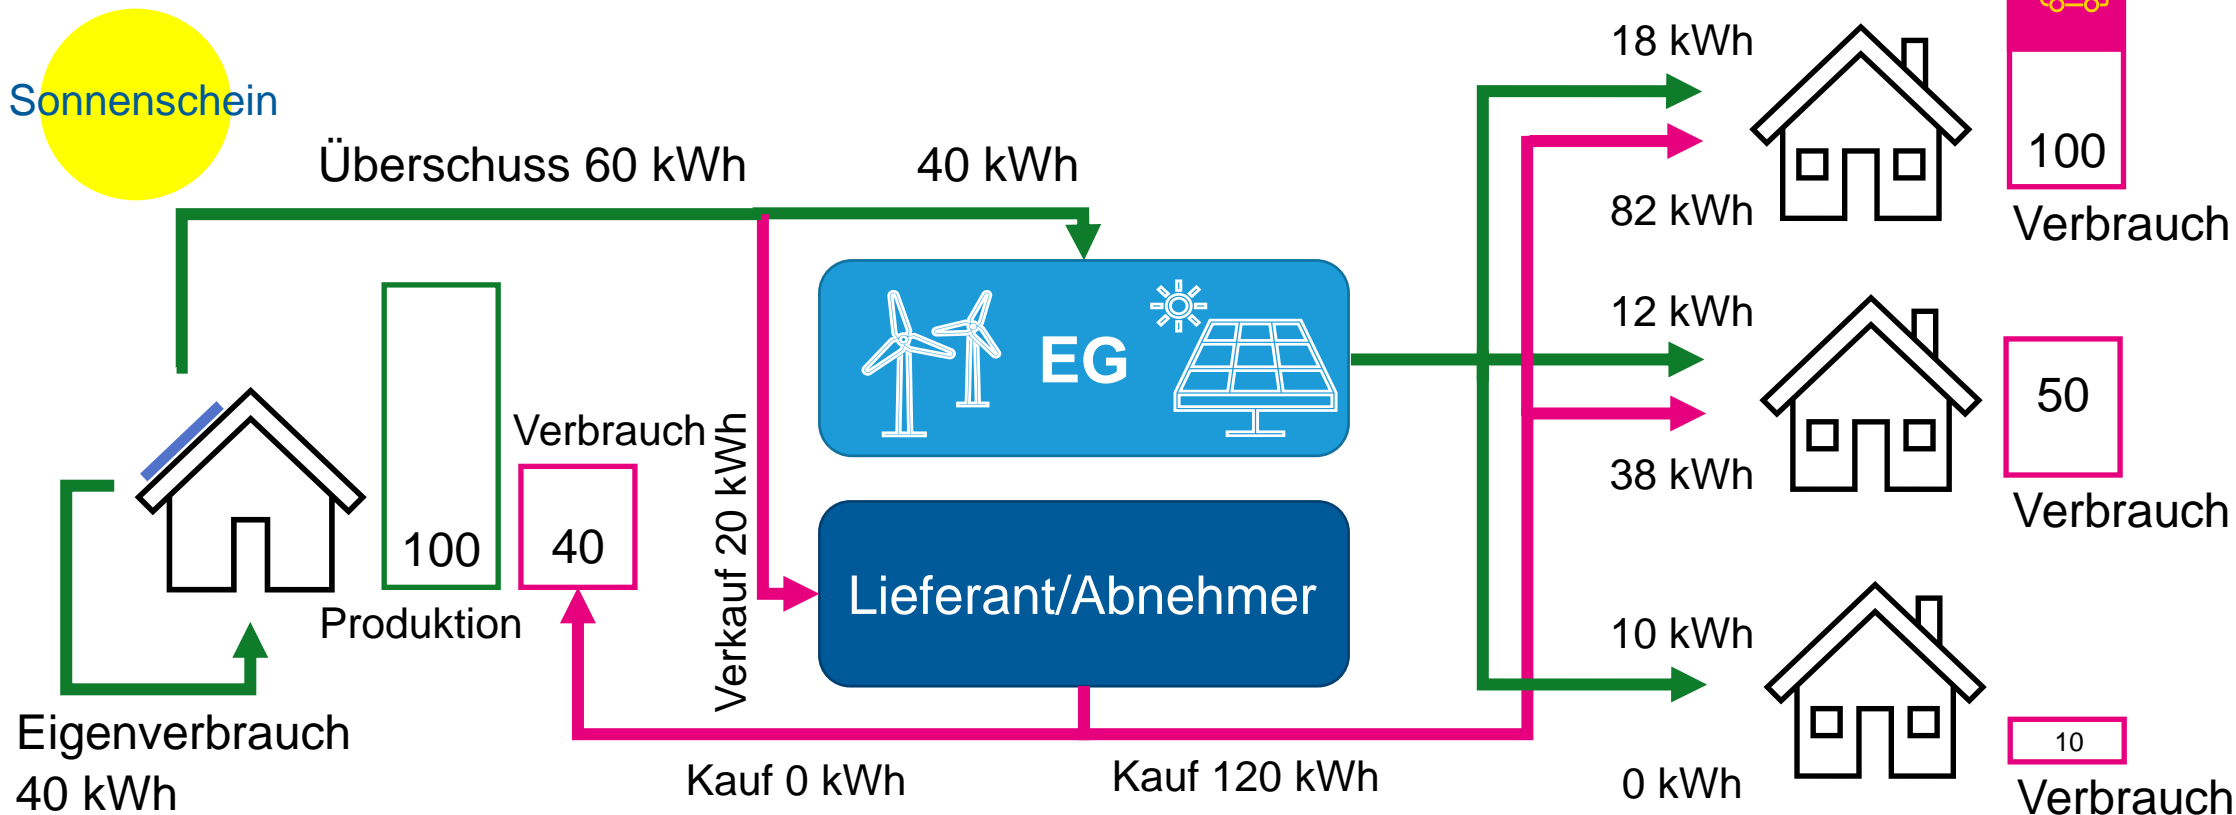 Sonnenschein
Überschuss 60 kWh
40 kWh
EG
Lieferant/Abnehmer
Verbrauch
100
40
Produktion
Eigenverbrauch
40 kWh
Verkauf 20 kWh
Kauf 0 kWh
Kauf 120 kWh
18 kWh
82 kWh
100
Verbrauch
12 kWh
38 kWh
50
Verbrauch
10 kWh
0 kWh
10
Verbrauch